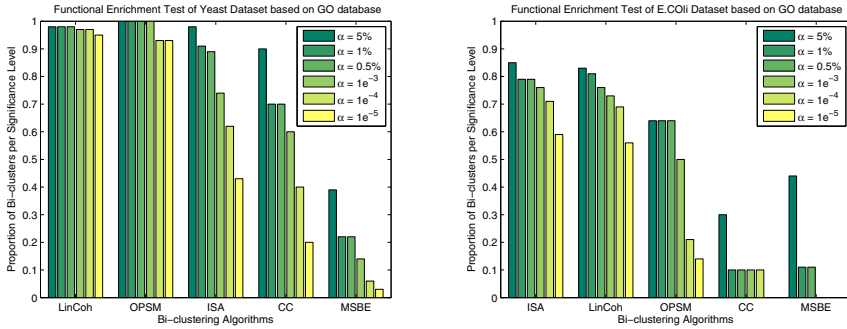 Functional Enrichment Test of Yeast Dataset based on GO database
Proportion of Bi−clusters per Significance Level
1
0.9
0.8
0.7
0.6
0.5
0.4
0.3
0.2
0.1
0
α = 5%
α = 1%
α = 0.5%
α = 1e−3
α = 1e−4
α = 1e−5
LinCoh OPSM ISA CC MSBE
Bi−clustering Algorithms
Functional Enrichment Test of E.COli Dataset based on GO database
Proportion of Bi−clusters per Significance Level
1
0.9
0.8
0.7
0.6
0.5
0.4
0.3
0.2
0.1
0
α = 5%
α = 1%
α = 0.5%
α = 1e−3
α = 1e−4
α = 1e−5
ISA LinCoh OPSM CC MSBE
Bi−clustering Algorithms